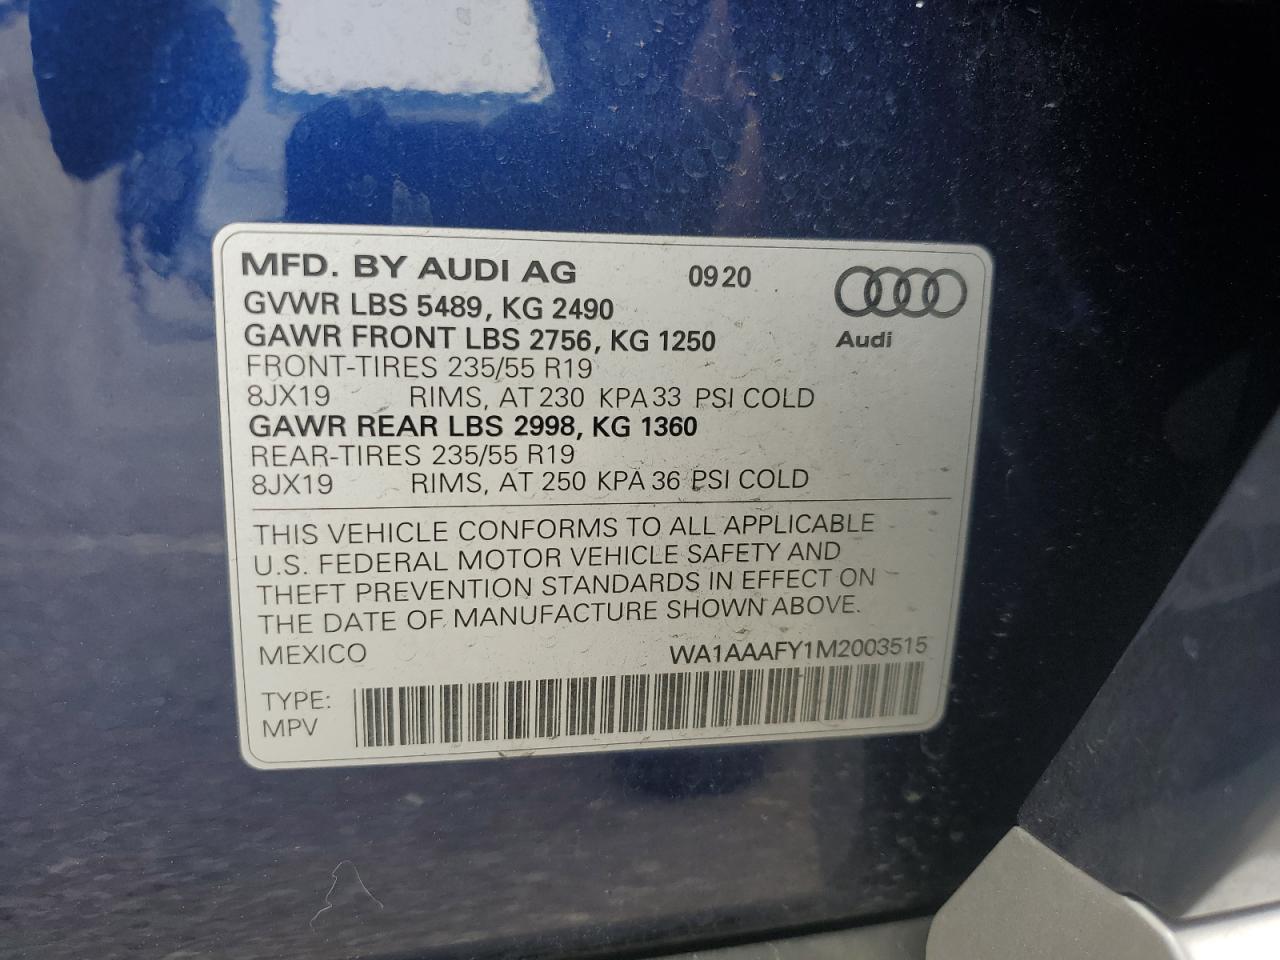 MFD. BY AUDI AG 0920
GVWR LBS 5489, KG 2490
GAWR FRONT LBS 2756, KG 1250
Audi
FRONT-TIRES 235/55 R19
8JX19 RIMS, AT 230 KPA 33 PSI COLD
GAWR REAR LBS 2998, KG 1360
REAR-TIRES 235/55 R19
8JX19 RIMS, AT 250 KPA 36 PSI COLD
THIS VEHICLE CONFORMS TO ALL APPLICABLE
U.S. FEDERAL MOTOR VEHICLE SAFETY AND
THEFT PREVENTION STANDARDS IN EFFECT ON
THE DATE OF MANUFACTURE SHOWN ABOVE.
MEXICO WA1AAAFY1M2003515
TYPE:
MPV